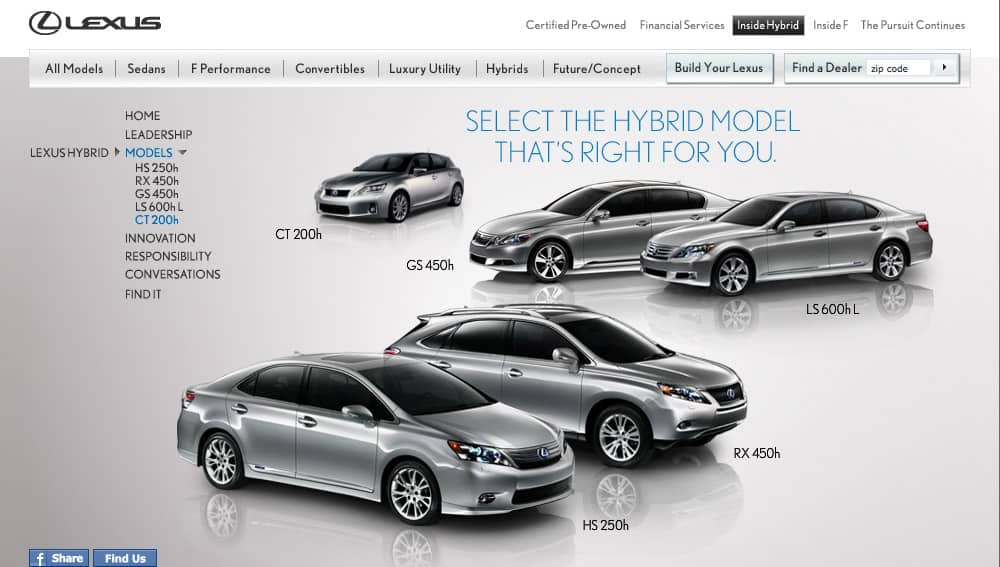 LEXUS
Certified Pre-Owned Financial Services Inside Hybrid Inside F The Pursuit Continues
All Models Sedans F Performance Convertibles Luxury Utility Hybrids Future/Concept Build Your Lexus Find a Dealer zip code
HOME
LEADERSHIP
LEXUS HYBRID MODELS
HS 250h
RX 450h
GS 450h
LS 600h L
CT 200h
INNOVATION
RESPONSIBILITY
CONVERSATIONS
FIND IT
SELECT THE HYBRID MODEL
THAT'S RIGHT FOR YOU.
CT 200h
GS 450h
LS 600h L
RX 450h
HS 250h
f Share Find Us